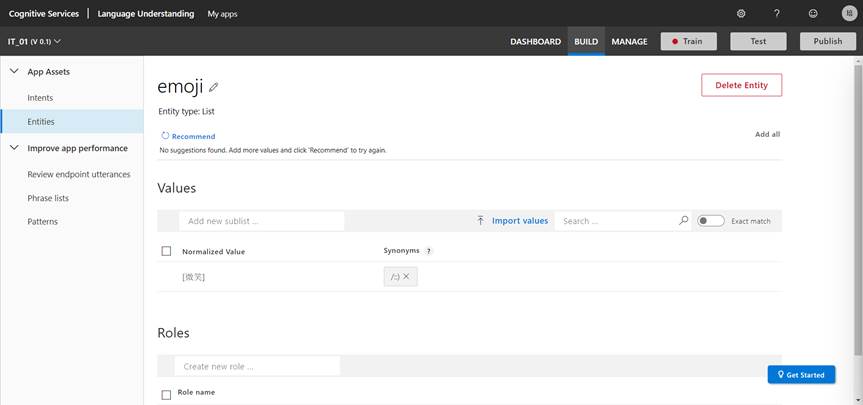 Cognitive Services | Language Understanding My apps ? 培
IT_01 (V 0.1) DASHBOARD BUILD MANAGE Train Test Publish
App Assets
Intents
Entities
Improve app performance
Review endpoint utterances
Phrase lists
Patterns
emoji
Delete Entity
Entity type: List
Recommend
Add all
No suggestions found. Add more values and click 'Recommend' to try again.
Values
Add new sublist ... Import values Search ... Exact match
Normalized Value Synonyms ?
[微笑] /:) ×
Roles
Create new role ...
Get Started
Role name